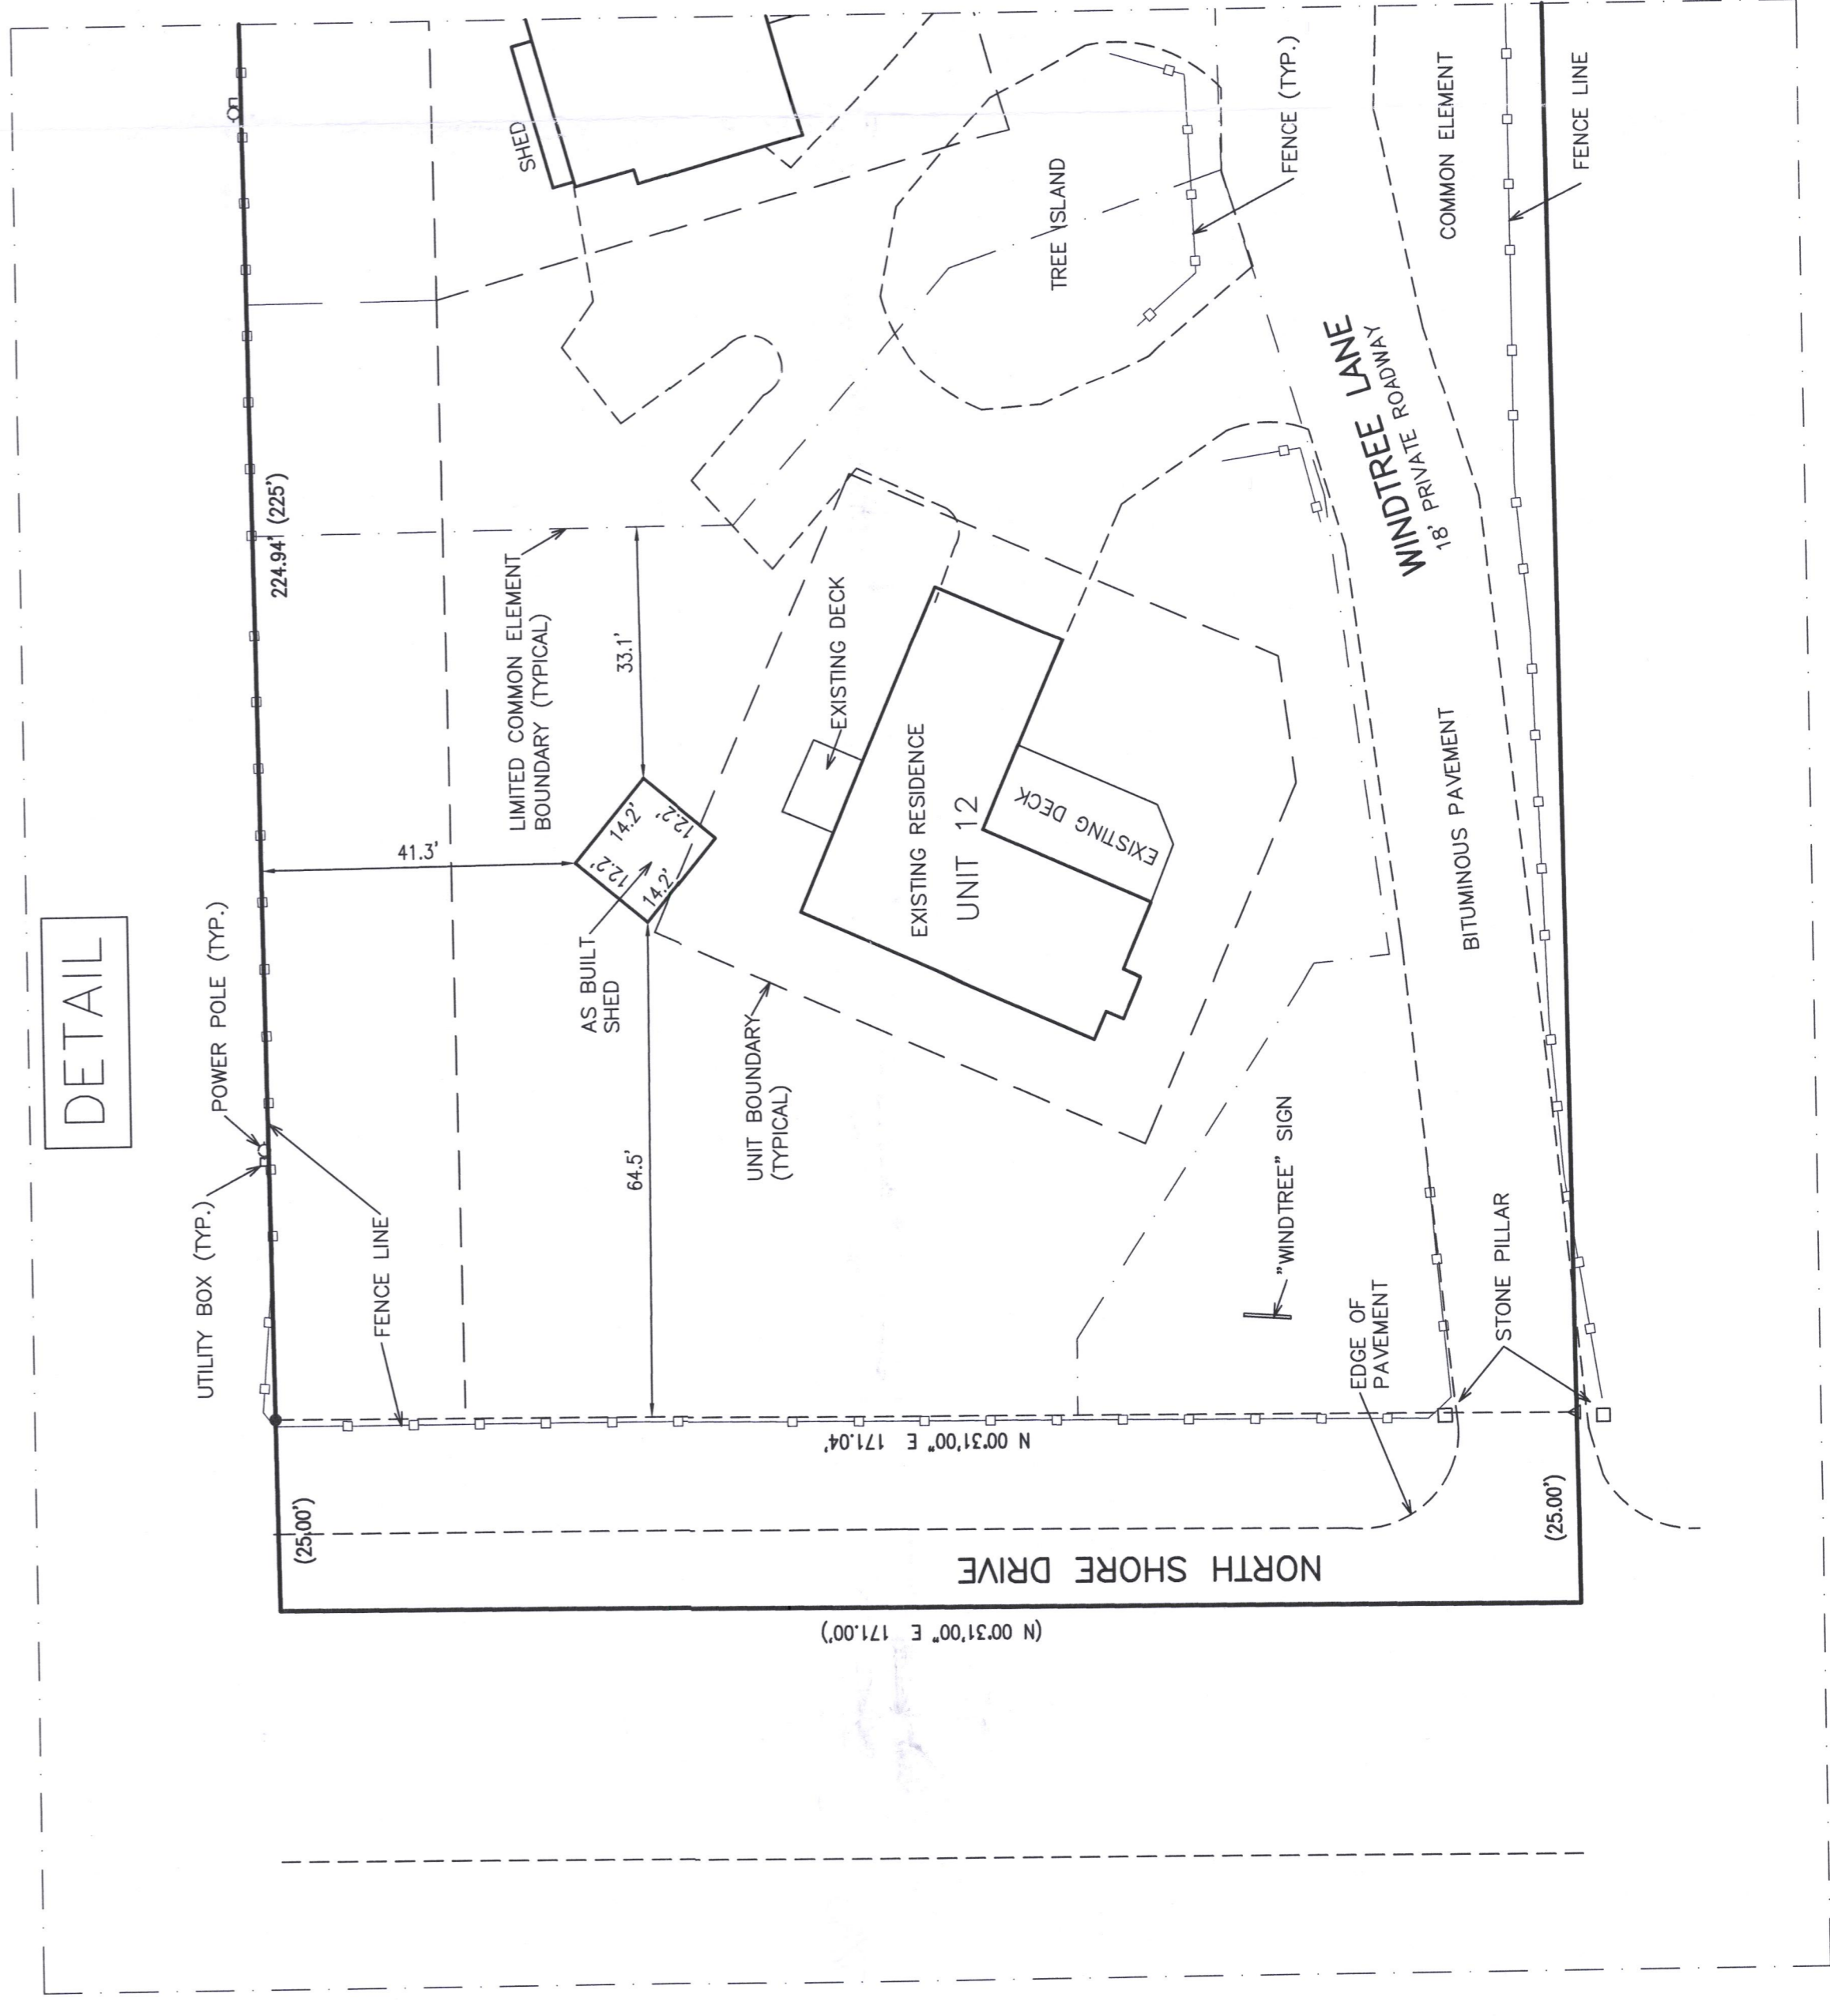 DETAIL
UTILITY BOX (TYP.)
POWER POLE (TYP.)
FENCE LINE
224.94' (225')
SHED
41.3'
LIMITED COMMON ELEMENT
BOUNDARY (TYPICAL)
33.1'
AS BUILT
SHED
14.2'
12.2'
12.2'
14.2'
64.5'
UNIT BOUNDARY
(TYPICAL)
EXISTING DECK
EXISTING RESIDENCE
UNIT 12
EXISTING DECK
TREE ISLAND
FENCE (TYP.)
"WINDTREE" SIGN
WINDTREE LANE
18' PRIVATE ROADWAY
EDGE OF
PAVEMENT
BITUMINOUS PAVEMENT
COMMON ELEMENT
STONE PILLAR
FENCE LINE
N 00°31'00" E 171.04'
(25.00')
(25.00')
NORTH SHORE DRIVE
(N 00°31'00" E 171.00')